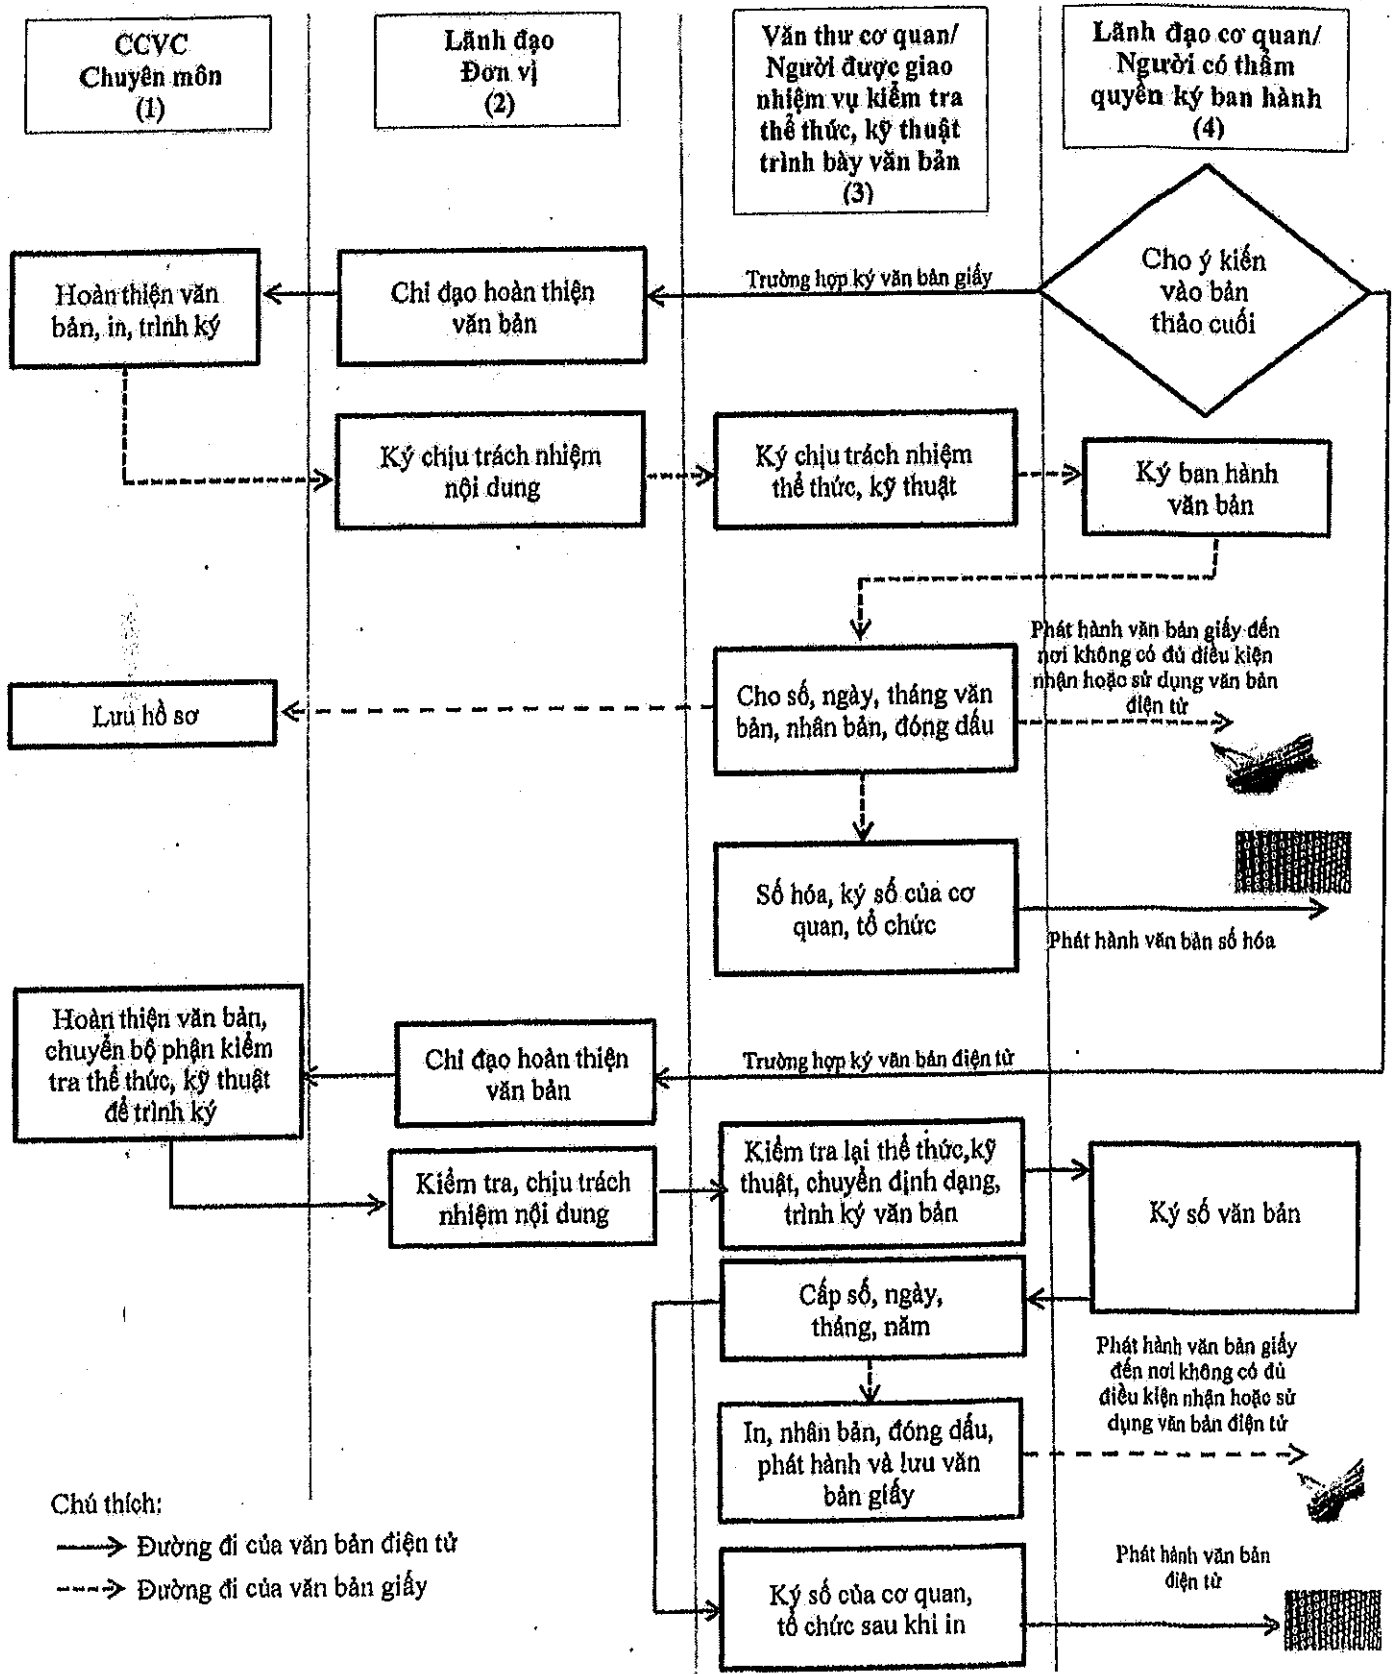 CCVC
Chuyên môn
(1)
Lãnh đạo
Đơn vị
(2)
Văn thư cơ quan/
Người được giao
nhiệm vụ kiểm tra
thể thức, kỹ thuật
trình bày văn bản
(3)
Lãnh đạo cơ quan/
Người có thẩm
quyền ký ban hành
(4)
Cho ý kiến
vào bản
thảo cuối
Trường hợp ký văn bản giấy
Chỉ đạo hoàn thiện
văn bản
Hoàn thiện văn
bản, in, trình ký
Ký chịu trách nhiệm
nội dung
Ký chịu trách nhiệm
thể thức, kỹ thuật
Ký ban hành
văn bản
Phát hành văn bản giấy đến
nơi không có đủ điều kiện
nhận hoặc sử dụng văn bản
điện tử
Cho số, ngày, tháng văn
bản, nhân bản, đóng dấu
Lưu hồ sơ
Số hóa, ký số của cơ
quan, tổ chức
Phát hành văn bản số hóa
Trường hợp ký văn bản điện tử
Chỉ đạo hoàn thiện
văn bản
Hoàn thiện văn bản,
chuyển bộ phận kiểm
tra thể thức, kỹ thuật
để trình ký
Kiểm tra, chịu trách
nhiệm nội dung
Kiểm tra lại thể thức,kỹ
thuật, chuyển định dạng,
trình ký văn bản
Ký số văn bản
Cấp số, ngày,
tháng, năm
Phát hành văn bản giấy
đến nơi không có đủ
điều kiện nhận hoặc sử
dụng văn bản điện tử
In, nhân bản, đóng dấu,
phát hành và lưu văn
bản giấy
Ký số của cơ quan,
tổ chức sau khi in
Phát hành văn bản
điện tử
Chú thích:
Đường đi của văn bản điện tử
Đường đi của văn bản giấy